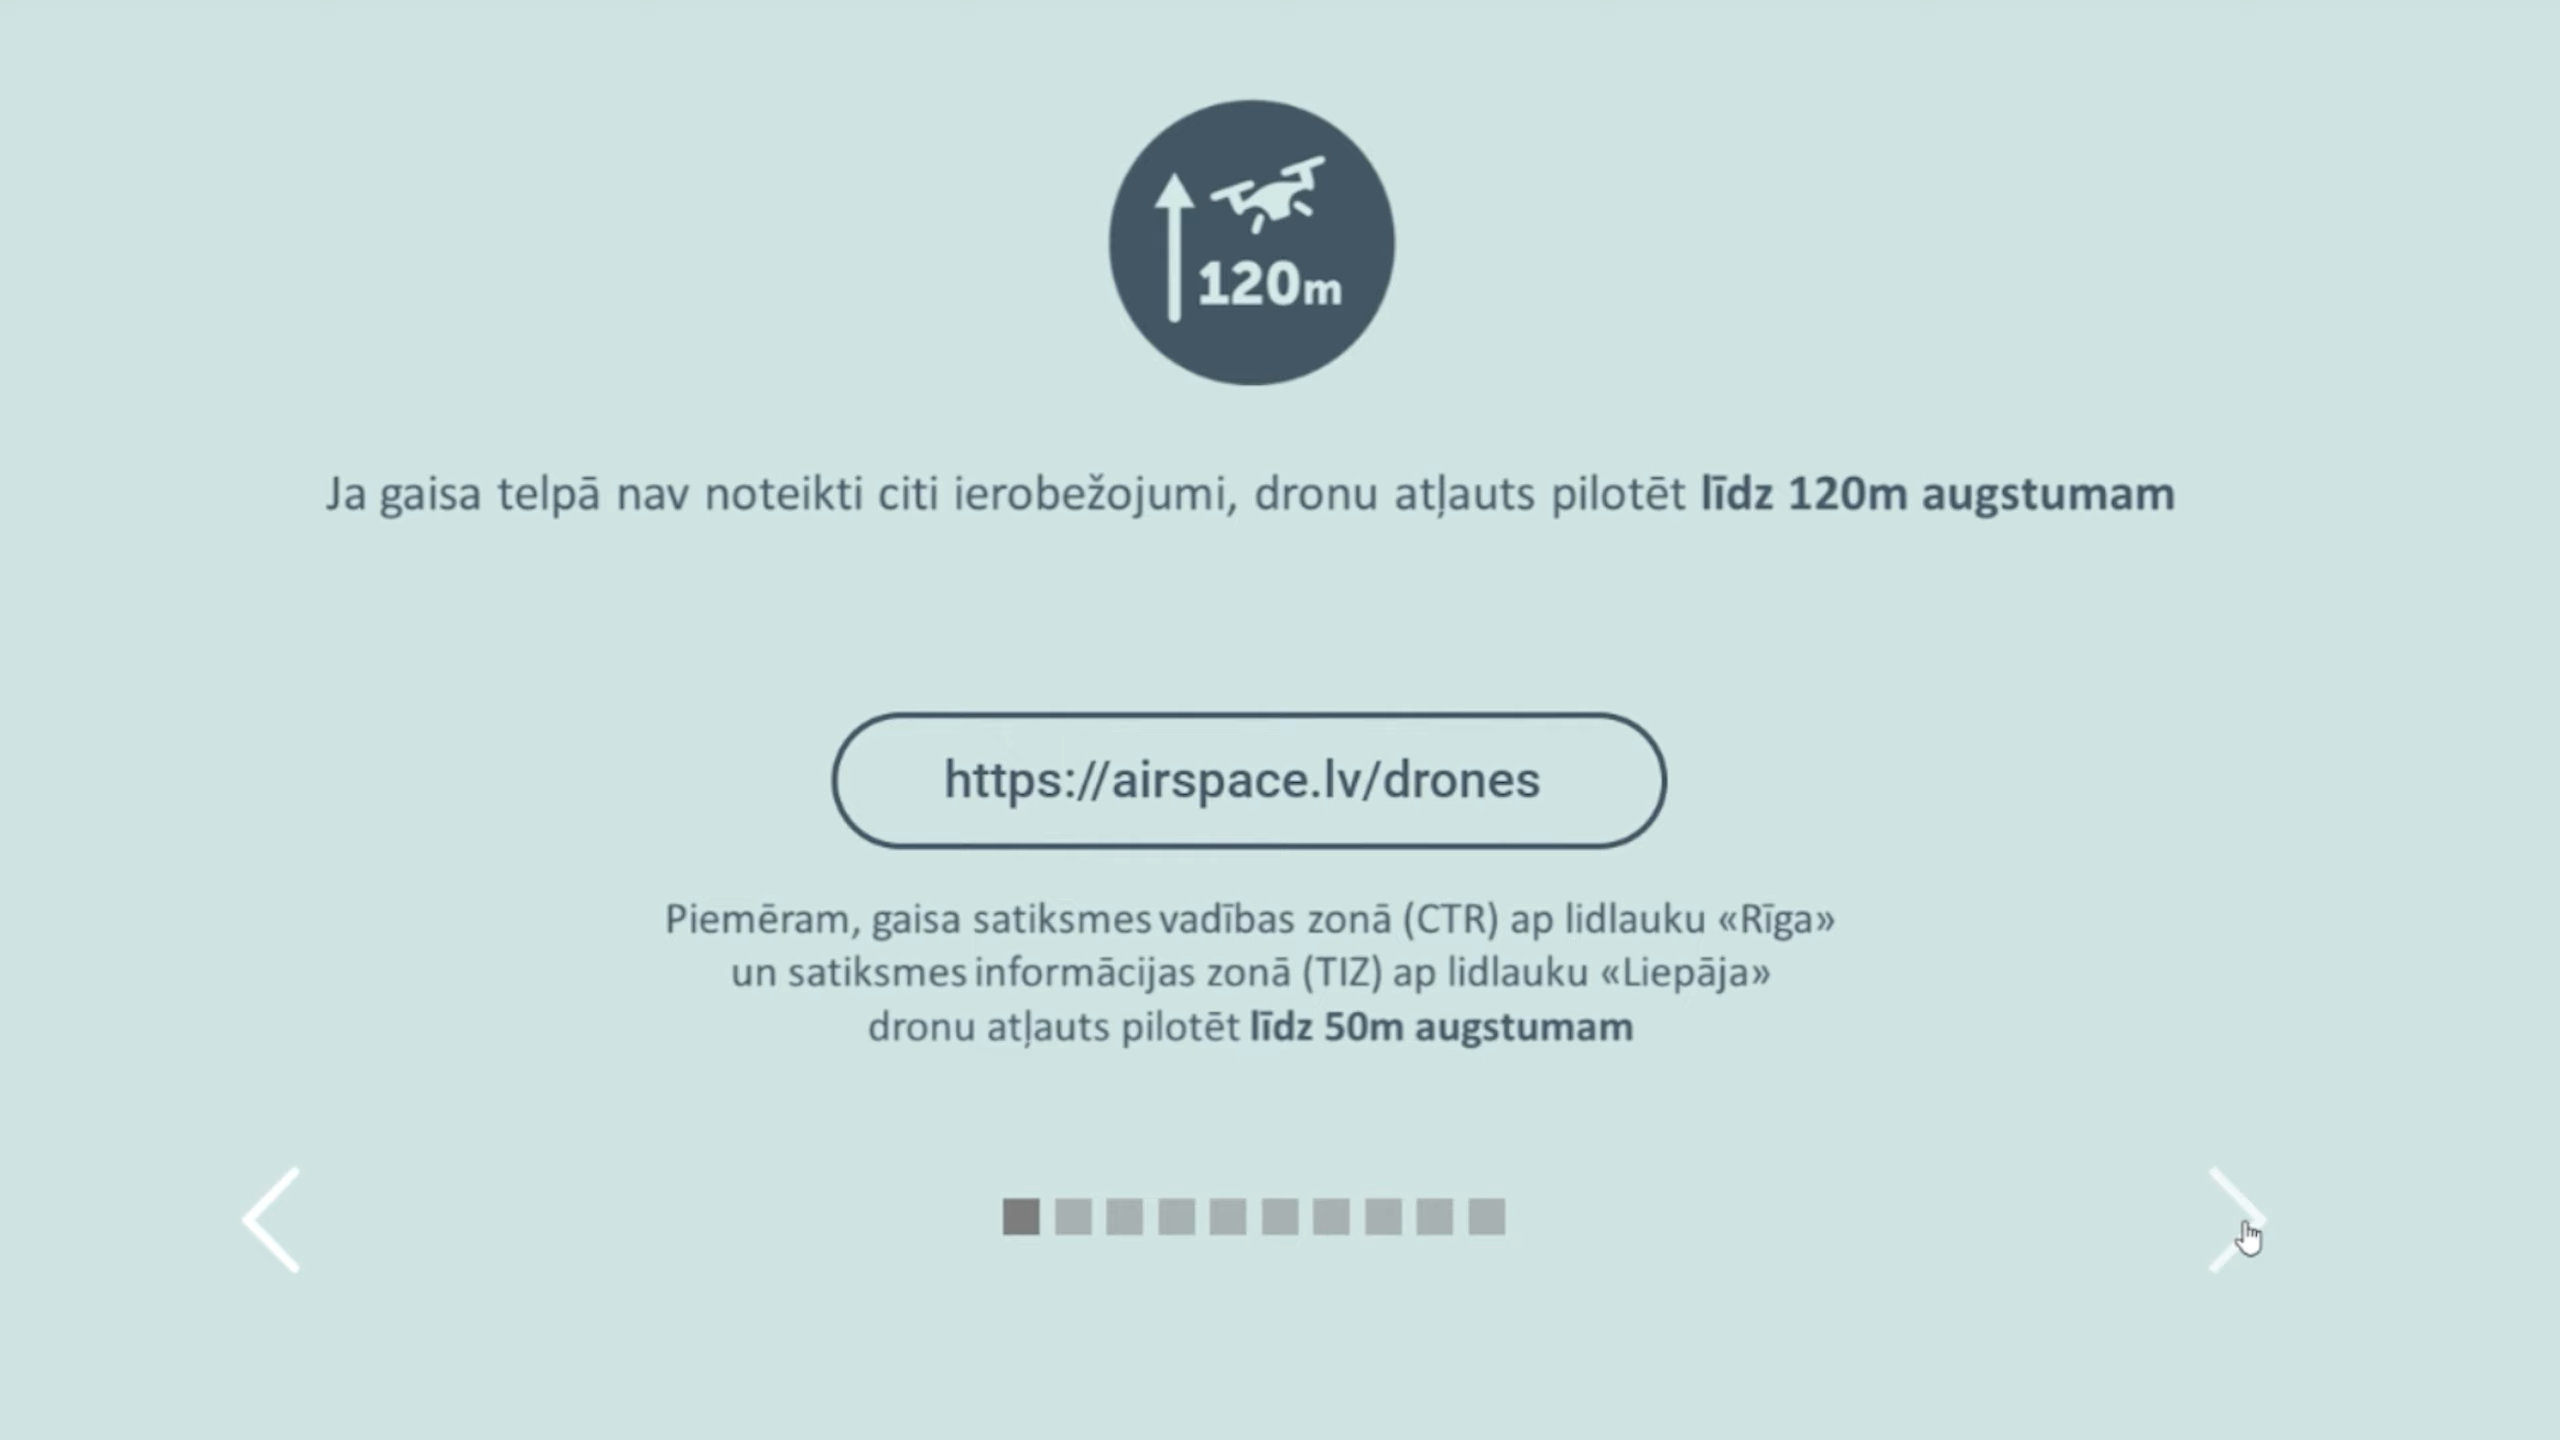 120m
Ja gaisa telpā nav noteikti citi ierobežojumi, dronu atļauts pilotēt līdz 120m augstumam
https://airspace.lv/drones
Piemēram, gaisa satiksmes vadības zonā (CTR) ap lidlauku «Rīga»
un satiksmes informācijas zonā (TIZ) ap lidlauku «Liepāja»
dronu atļauts pilotēt līdz 50m augstumam